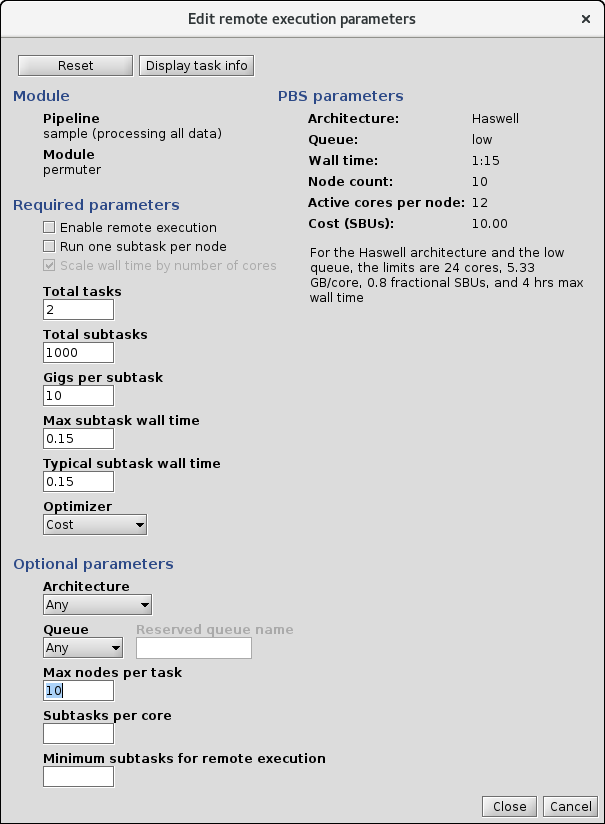 Edit remote execution parameters
Reset
Display task info
Module
Pipeline
sample (processing all data)
Module
permuter
Required parameters
Enable remote execution
Run one subtask per node
Scale wall time by number of cores
Total tasks
2
Total subtasks
1000
Gigs per subtask
10
Max subtask wall time
0.15
Typical subtask wall time
0.15
Optimizer
Cost
Optional parameters
Architecture
Any
Queue Reserved queue name
Any
Max nodes per task
10
Subtasks per core
Minimum subtasks for remote execution
PBS parameters
Architecture: Haswell
Queue: low
Wall time: 1:15
Node count: 10
Active cores per node: 12
Cost (SBUs): 10.00
For the Haswell architecture and the low
queue, the limits are 24 cores, 5.33
GB/core, 0.8 fractional SBUs, and 4 hrs max
wall time
Close
Cancel